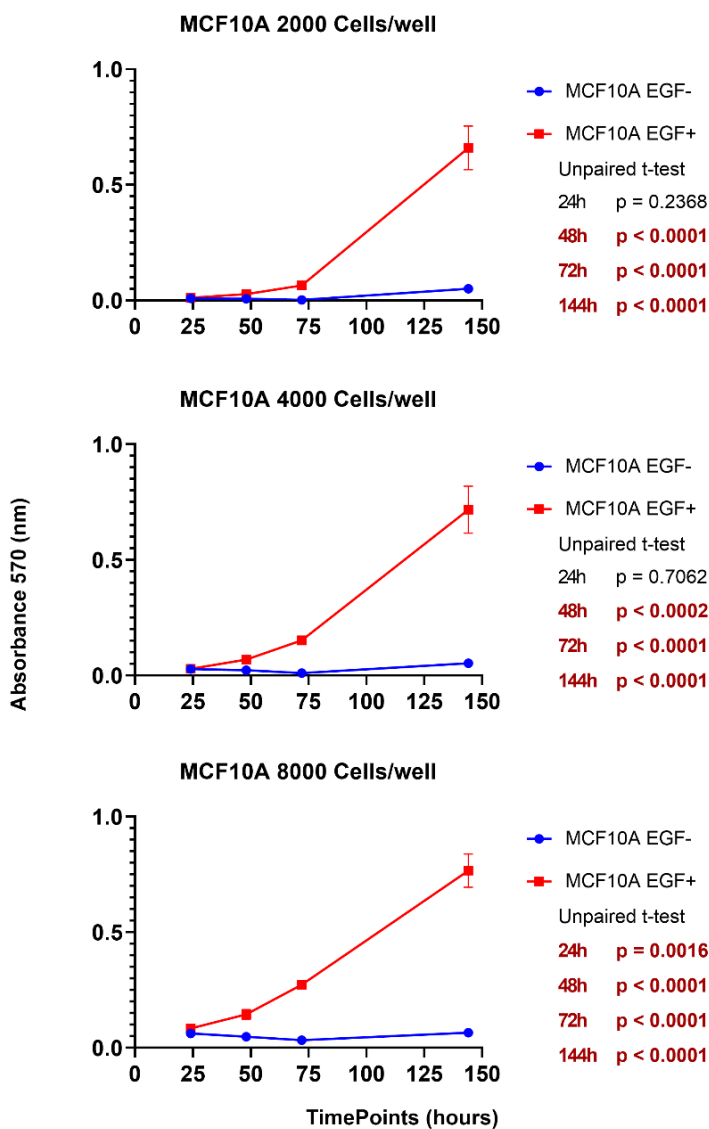 MCF10A 2000 Cells/well
1.0
0.5
0.0
0 25 50 75 100 125 150
MCF10A EGF-
MCF10A EGF+
Unpaired t-test
24h p = 0.2368
48h p < 0.0001
72h p < 0.0001
144h p < 0.0001
MCF10A 4000 Cells/well
1.0
0.5
0.0
0 25 50 75 100 125 150
MCF10A EGF-
MCF10A EGF+
Unpaired t-test
24h p = 0.7062
48h p < 0.0002
72h p < 0.0001
144h p < 0.0001
Absorbance 570 (nm)
MCF10A 8000 Cells/well
1.0
0.5
0.0
0 25 50 75 100 125 150
MCF10A EGF-
MCF10A EGF+
Unpaired t-test
24h p = 0.0016
48h p < 0.0001
72h p < 0.0001
144h p < 0.0001
TimePoints (hours)